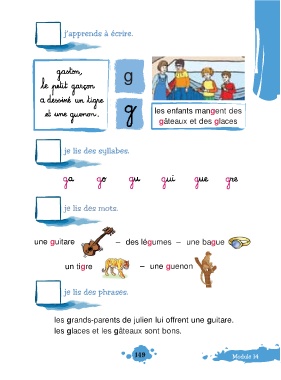 j'apprends à écrire.
gaston,
le petit garçon
a dessiné un tigre
et une guenon.
g
g
les enfants mangent des
gâteaux et des glaces
je lis des syllabes.
ga go gu gui gue gre
je lis des mots.
une guitare – des légumes – une bague
un tigre – une guenon
je lis des phrases.
les grands-parents de julien lui offrent une guitare.
les glaces et les gâteaux sont bons.
149
Module 14